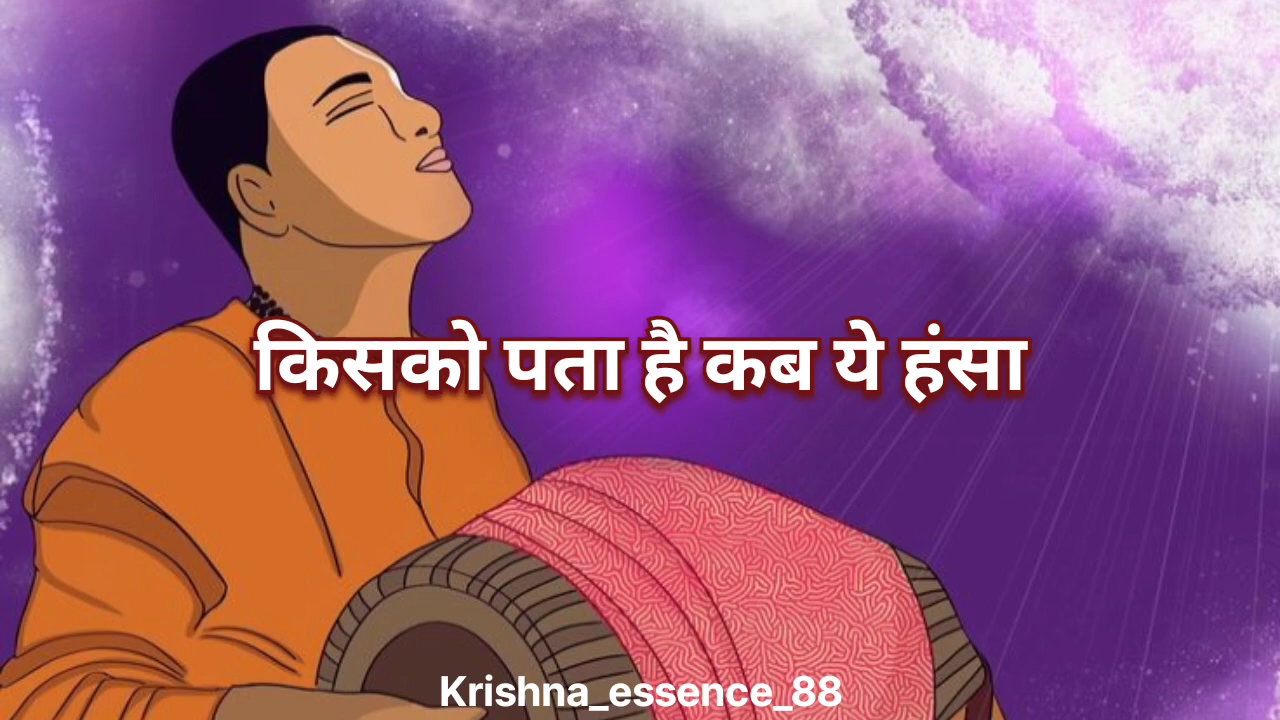 किसको पता है कब ये हंसा
Krishna_essence_88